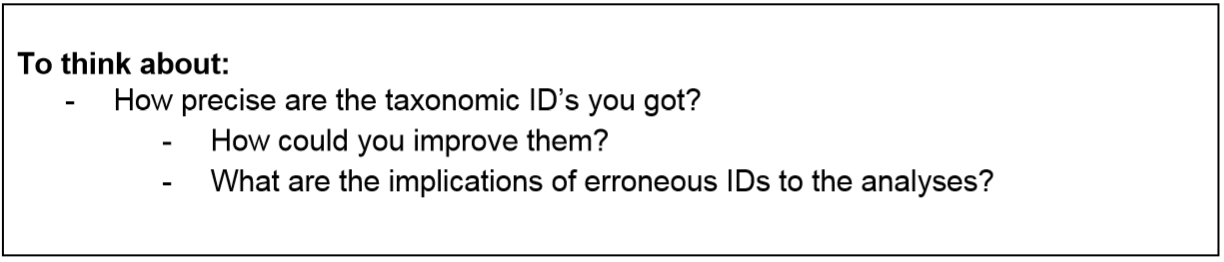 To think about:
- How precise are the taxonomic ID’s you got?
- How could you improve them?
- What are the implications of erroneous IDs to the analyses?